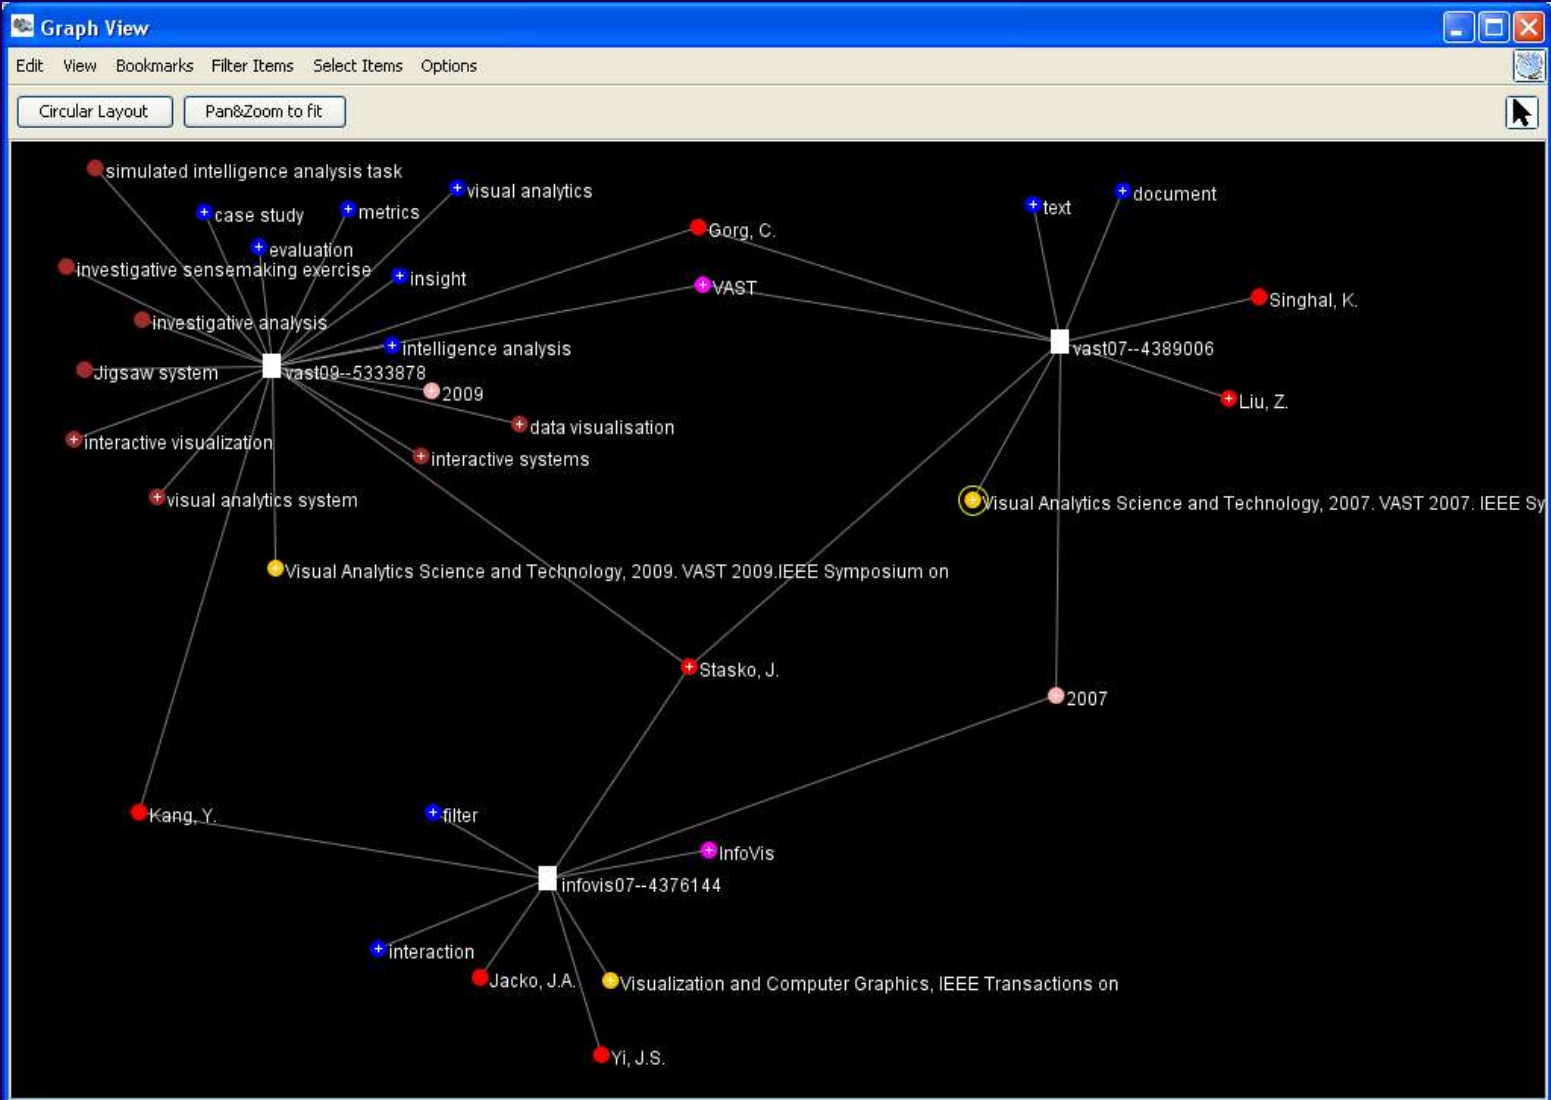 Graph View
Edit View Bookmarks Filter Items Select Items Options
Circular Layout Pan&Zoom to fit
simulated intelligence analysis task
visual analytics
document
text
case study
metrics
Gorg, C.
evaluation
investigative sensemaking exercise
insight
VAST
Singhal, K.
investigative analysis
intelligence analysis
vast07--4389006
Jigsaw system
vast09--5333878
2009
Liu, Z.
data visualisation
interactive visualization
interactive systems
visual analytics system
Visual Analytics Science and Technology, 2007. VAST 2007. IEEE Sy
Visual Analytics Science and Technology, 2009. VAST 2009.IEEE Symposium on
Stasko, J.
2007
Kang, Y.
filter
InfoVis
infovis07--4376144
interaction
Jacko, J.A.
Visualization and Computer Graphics, IEEE Transactions on
Yi, J.S.